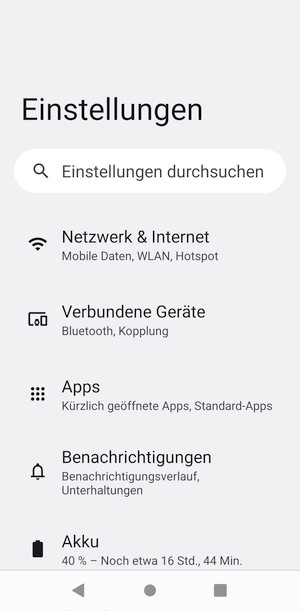 Einstellungen
Einstellungen durchsuchen
Netzwerk & Internet
Mobile Daten, WLAN, Hotspot
Verbundene Geräte
Bluetooth, Kopplung
Apps
Kürzlich geöffnete Apps, Standard-Apps
Benachrichtigungen
Benachrichtigungsverlauf,
Unterhaltungen
Akku
40 % – Noch etwa 16 Std., 44 Min.